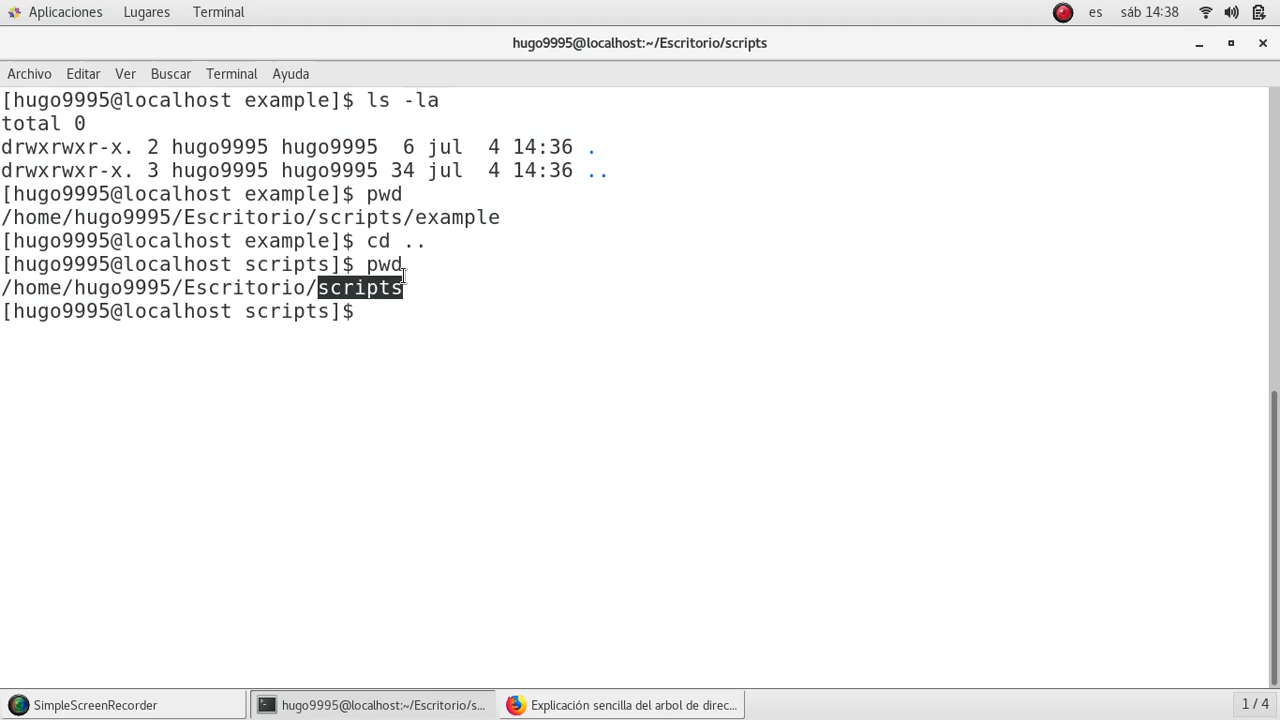 Aplicaciones Lugares Terminal es sáb 14:38
hugo9995@localhost:~/Escritorio/scripts
Archivo Editar Ver Buscar Terminal Ayuda
[hugo9995@localhost example]$ ls -la
total 0
drwxrwxr-x. 2 hugo9995 hugo9995  6 jul  4 14:36 .
drwxrwxr-x. 3 hugo9995 hugo9995 34 jul  4 14:36 ..
[hugo9995@localhost example]$ pwd
/home/hugo9995/Escritorio/scripts/example
[hugo9995@localhost example]$ cd ..
[hugo9995@localhost scripts]$ pwd
/home/hugo9995/Escritorio/scripts
[hugo9995@localhost scripts]$
SimpleScreenRecorder hugo9995@localhost:~/Escritorio/s... Explicación sencilla del arbol de direc... 1 / 4